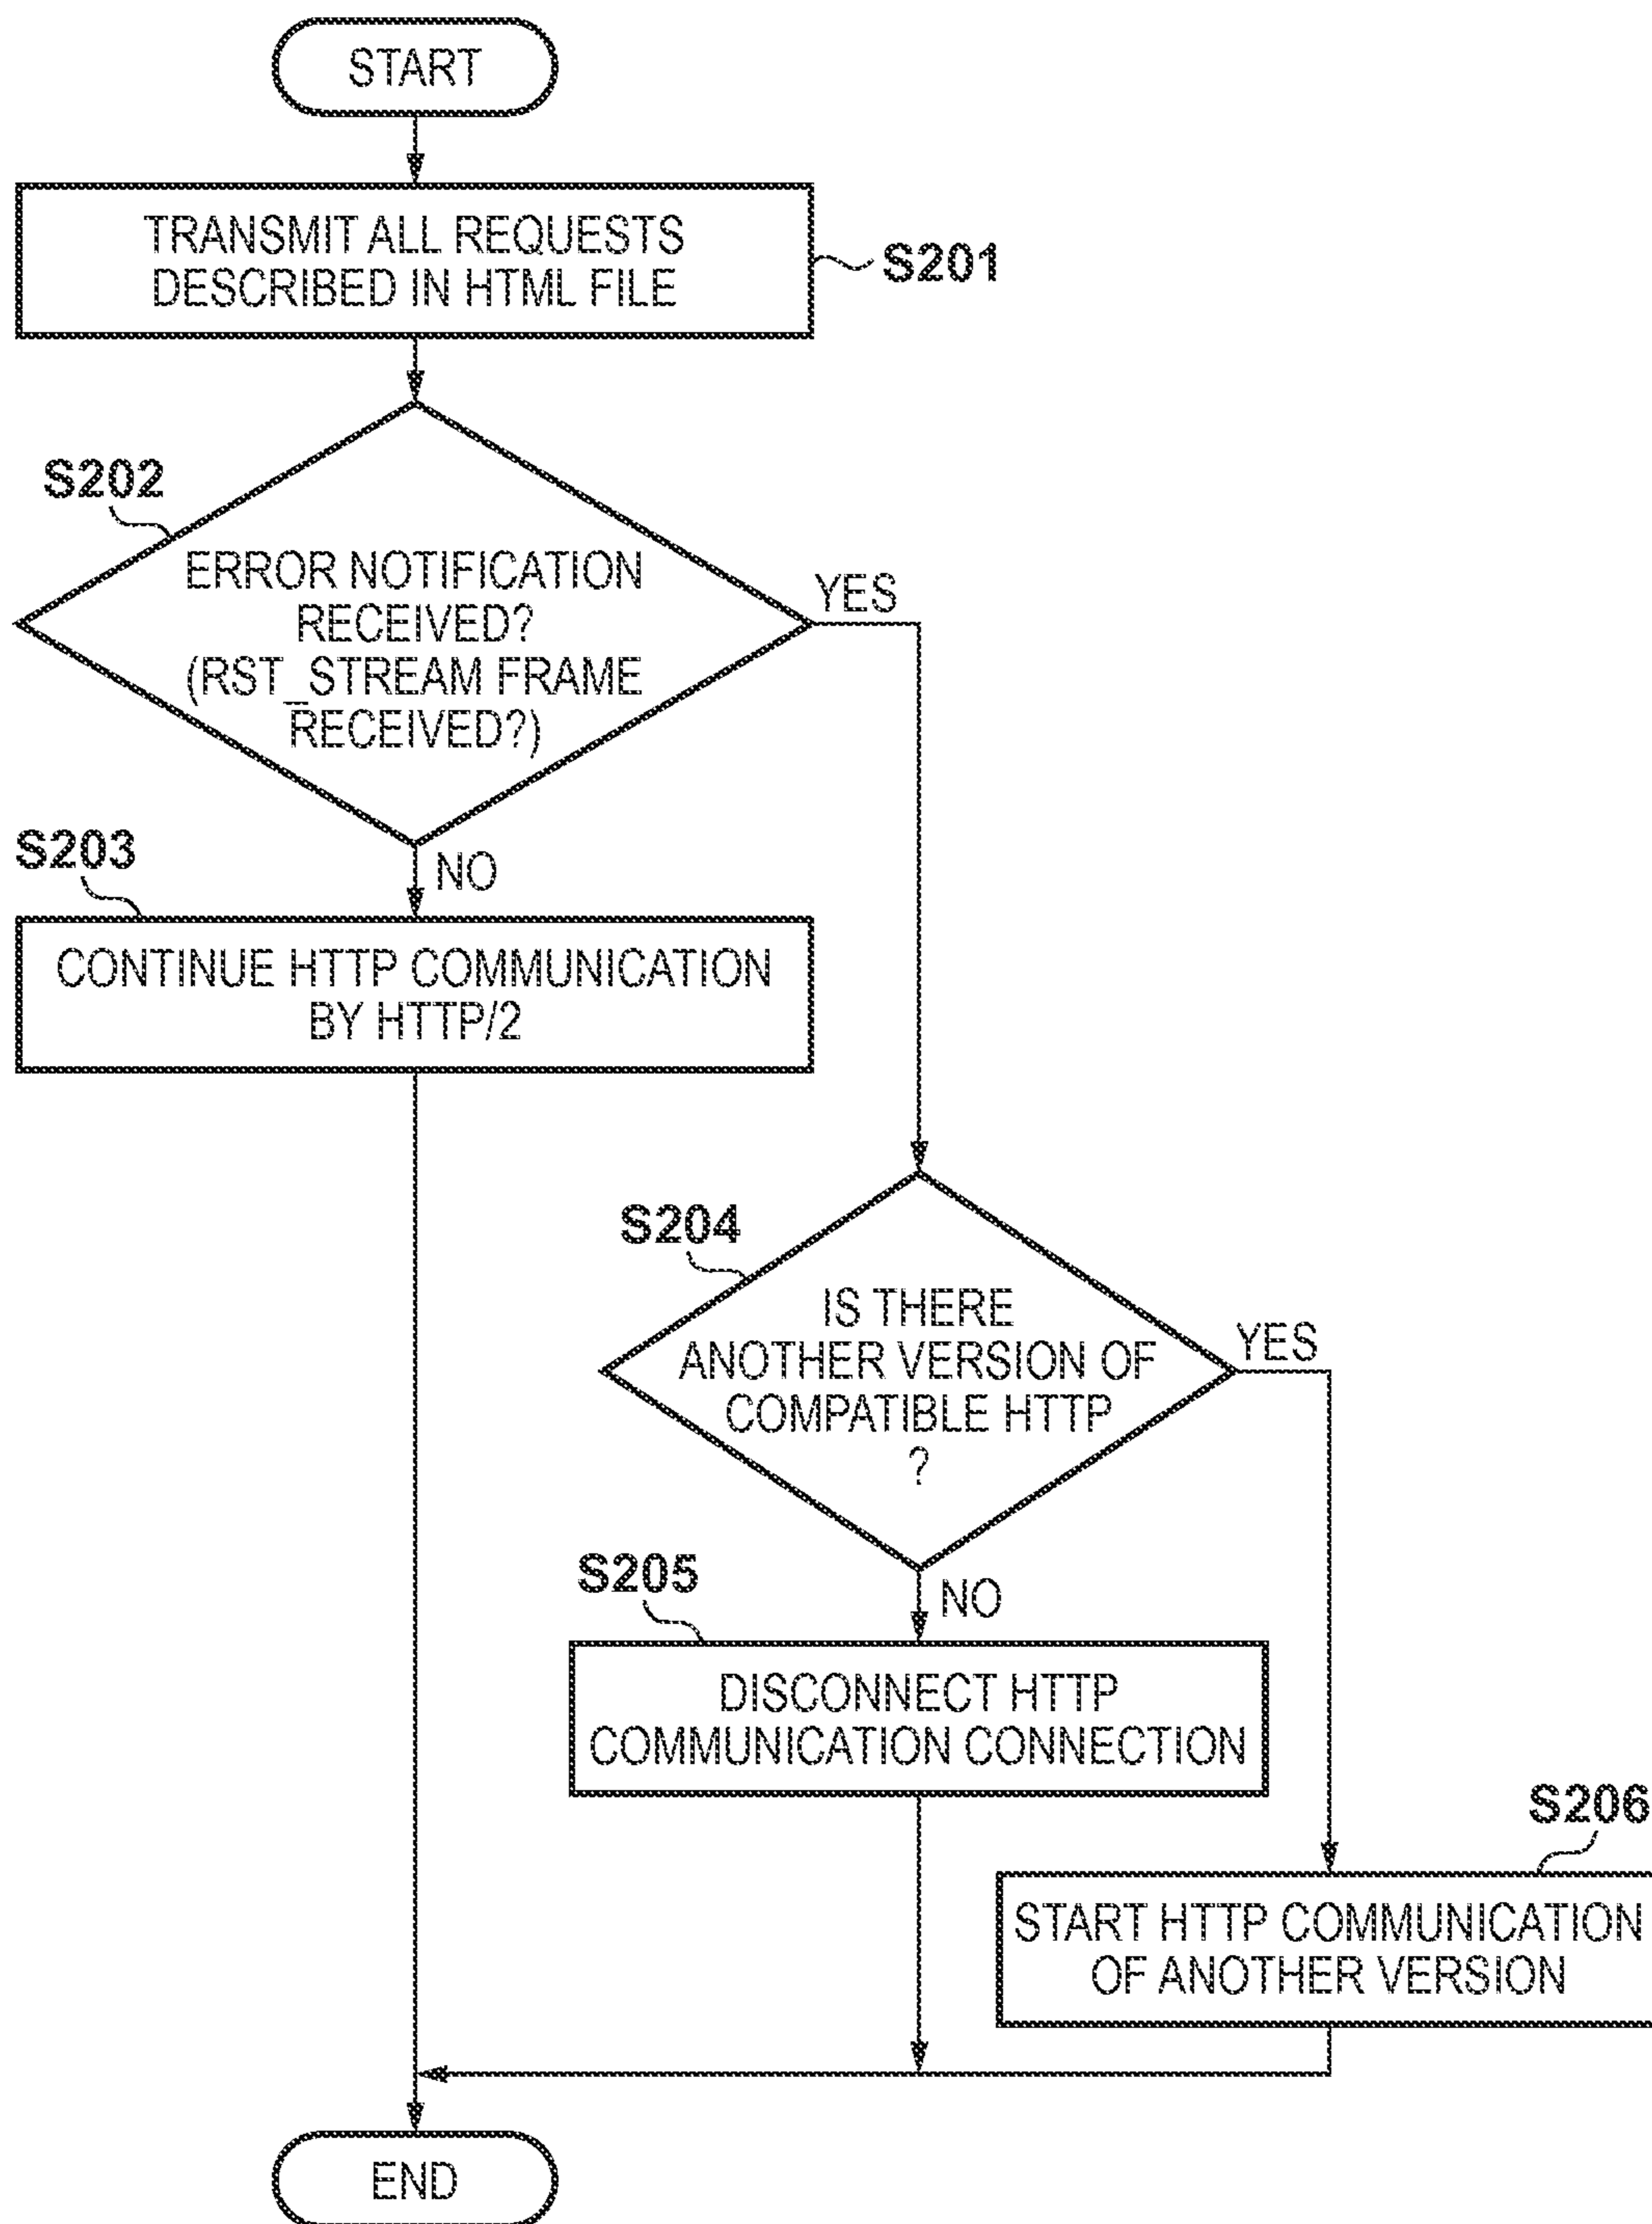 START
TRANSMIT ALL REQUESTS
DESCRIBED IN HTML FILE
S201
S202
ERROR NOTIFICATION
RECEIVED?
(RST_STREAM FRAME
RECEIVED?)
YES
NO
S203
CONTINUE HTTP COMMUNICATION
BY HTTP/2
S204
IS THERE
ANOTHER VERSION OF
COMPATIBLE HTTP
?
YES
NO
S205
DISCONNECT HTTP
COMMUNICATION CONNECTION
S206
START HTTP COMMUNICATION
OF ANOTHER VERSION
END